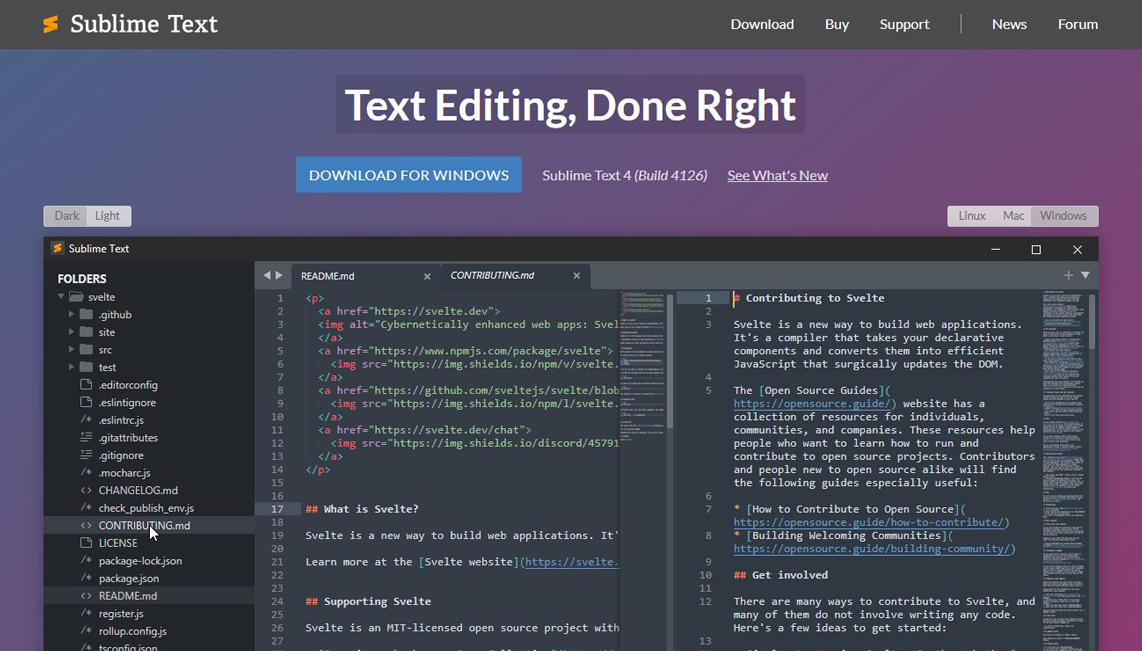 Sublime Text
Download Buy Support News Forum
Text Editing, Done Right
DOWNLOAD FOR WINDOWS Sublime Text 4 (Build 4126) See What's New
Dark Light
Linux Mac Windows
Sublime Text
FOLDERS
svelte
.github
site
src
test
.editorconfig
.eslintignore
.eslintrc.js
.gitattributes
.gitignore
.mocharc.js
CHANGELOG.md
check_publish_env.js
CONTRIBUTING.md
LICENSE
package-lock.json
package.json
README.md
register.js
rollup.config.js
tsconfig.json
README.md
CONTRIBUTING.md
1 <p>
2 <a href="https://svelte.dev">
3 <img alt="Cybernetically enhanced web apps: Svel
4 </a>
5 <a href="https://www.npmjs.com/package/svelte">
6 <img src="https://img.shields.io/npm/v/svelte.
7 </a>
8 <a href="https://github.com/sveltejs/svelte/blob
9 <img src="https://img.shields.io/npm/l/svelte.
10 </a>
11 <a href="https://svelte.dev/chat">
12 <img src="https://img.shields.io/discord/45791
13 </a>
14 </p>
15
16
17 ## What is Svelte?
18
19 Svelte is a new way to build web applications. It'
20
21 Learn more at the [Svelte website](https://svelte.
22
23
24 ## Supporting Svelte
25
26 Svelte is an MIT-licensed open source project with
27
1 # Contributing to Svelte
2
3 Svelte is a new way to build web applications.
It's a compiler that takes your declarative
components and converts them into efficient
JavaScript that surgically updates the DOM.
4
5 The [Open Source Guides](
https://opensource.guide/) website has a
collection of resources for individuals,
communities, and companies. These resources help
people who want to learn how to run and
contribute to open source projects. Contributors
and people new to open source alike will find
the following guides especially useful:
6
7 * [How to Contribute to Open Source](
https://opensource.guide/how-to-contribute/)
8 * [Building Welcoming Communities](
https://opensource.guide/building-community/)
9
10 ## Get involved
11
12 There are many ways to contribute to Svelte, and
many of them do not involve writing any code.
Here's a few ideas to get started:
13